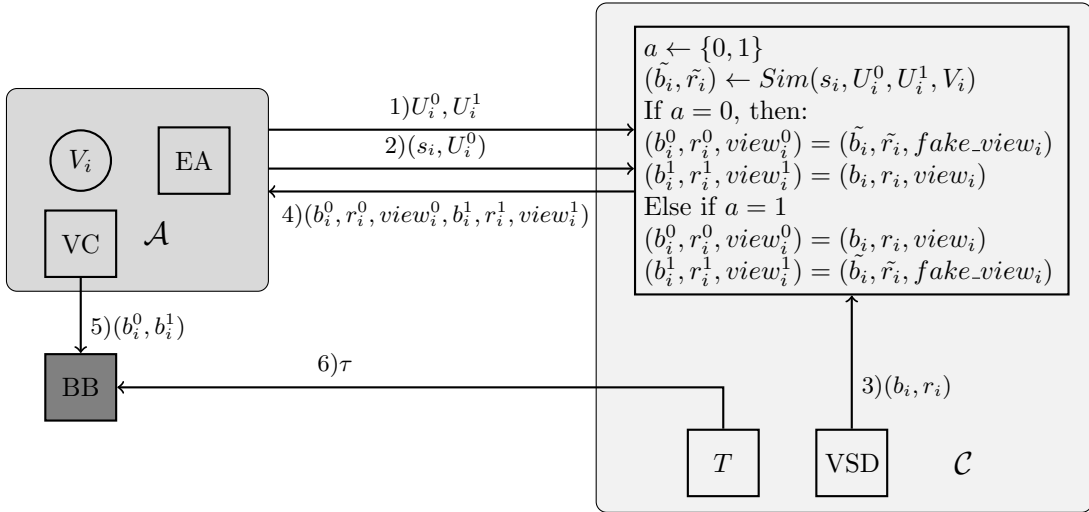 a ← {0, 1}
(b̃_i, r̃_i) ← Sim(s_i, U_i^0, U_i^1, V_i)
If a = 0, then:
(b_i^0, r_i^0, view_i^0) = (b̃_i, r̃_i, fake_view_i)
(b_i^1, r_i^1, view_i^1) = (b_i, r_i, view_i)
Else if a = 1
(b_i^0, r_i^0, view_i^0) = (b_i, r_i, view_i)
(b_i^1, r_i^1, view_i^1) = (b̃_i, r̃_i, fake_view_i)
1)U_i^0, U_i^1
2)(s_i, U_i^0)
4)(b_i^0, r_i^0, view_i^0, b_i^1, r_i^1, view_i^1)
V_i
EA
VC
𝒜
5)(b_i^0, b_i^1)
BB
6)τ
3)(b_i, r_i)
T
VSD
𝒞